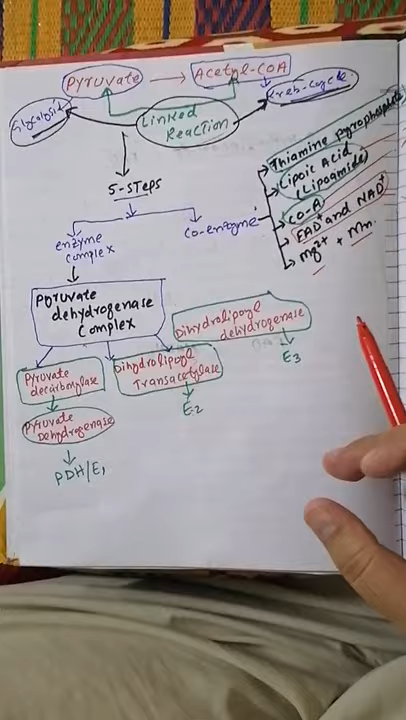 Pyruvate → Acetyl-COA
Glycolysis
Linked
Reaction
Kreb-cycle
5-steps
enzyme
complex
Co-enzyme
Thiamine pyrophosphate
Lipoic Acid
(Lipoamide)
CO-A
FAD⁺ and NAD⁺
Mg²⁺ + Mn.
Pyruvate
dehydrogenase
Complex
Pyruvate
decarboxylase
Pyruvate
Dehydrogenase
PDH/E₁
Dihydrolipoyl
Transacetylase
E-2
Dihydrolipoyl
dehydrogenase
E-3